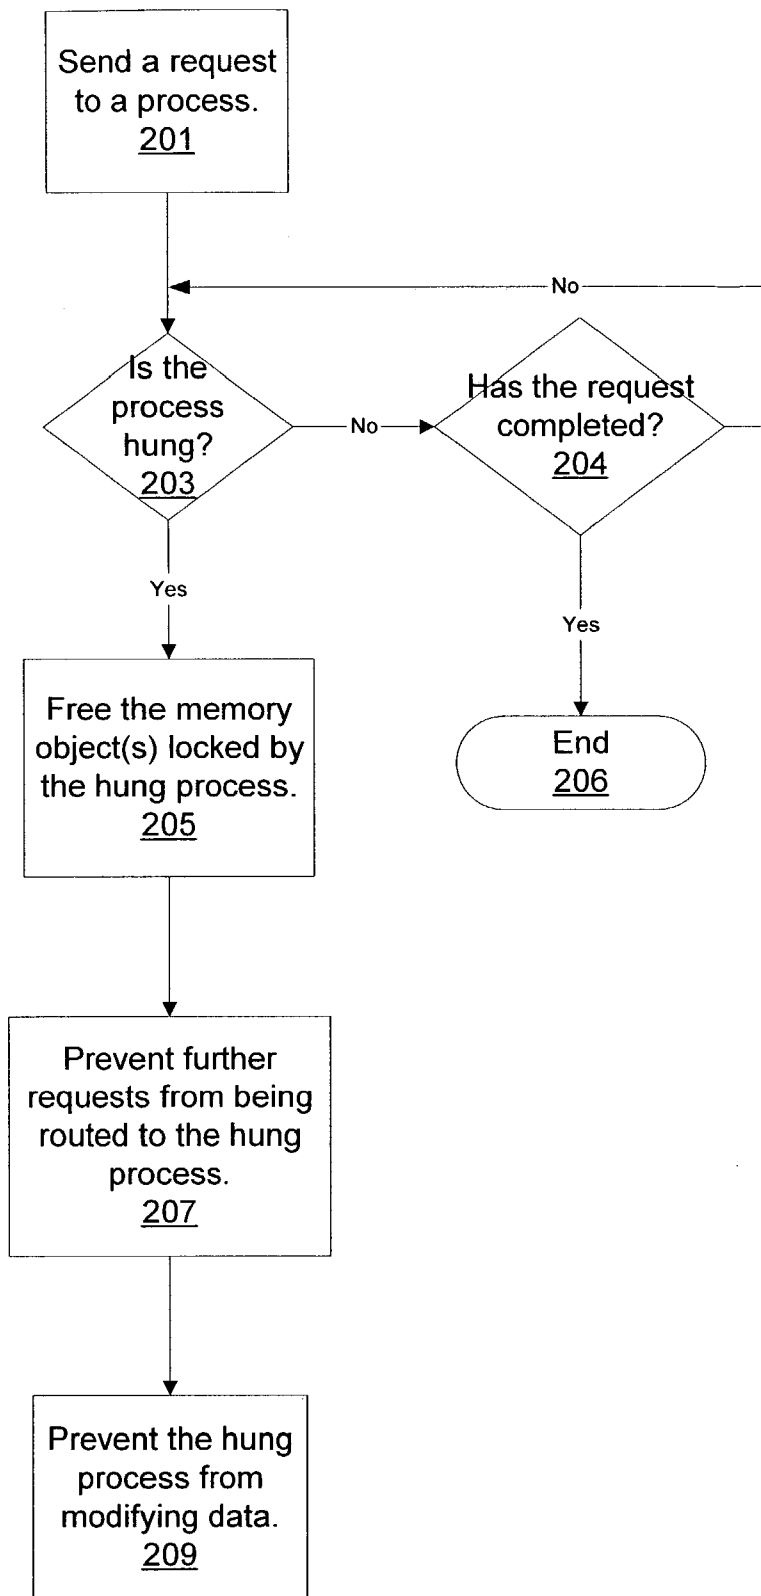 Send a request
to a process.
201
No
Is the
process
hung?
203
No
Has the request
completed?
204
Yes
Yes
Free the memory
object(s) locked by
the hung process.
205
End
206
Prevent further
requests from being
routed to the hung
process.
207
Prevent the hung
process from
modifying data.
209